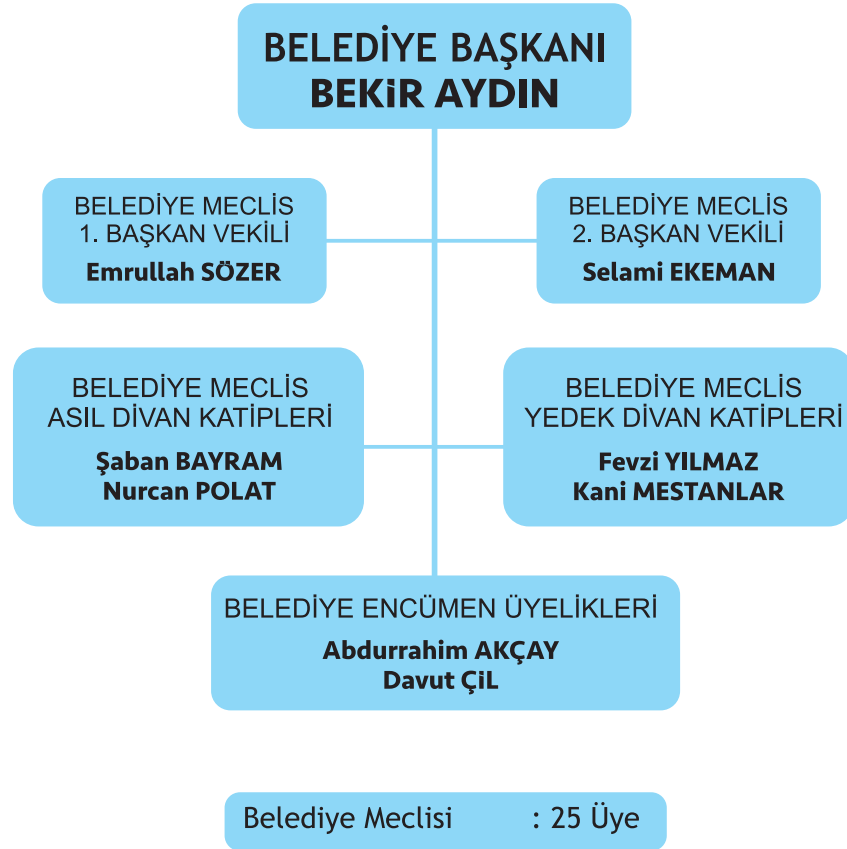 BELEDİYE BAŞKANI
BEKiR AYDIN
BELEDİYE MECLİS
1. BAŞKAN VEKİLİ
Emrullah SÖZER
BELEDİYE MECLİS
2. BAŞKAN VEKİLİ
Selami EKEMAN
BELEDİYE MECLİS
ASIL DİVAN KATİPLERİ
Şaban BAYRAM
Nurcan POLAT
BELEDİYE MECLİS
YEDEK DİVAN KATİPLERİ
Fevzi YILMAZ
Kani MESTANLAR
BELEDİYE ENCÜMEN ÜYELİKLERİ
Abdurrahim AKÇAY
Davut ÇiL
Belediye Meclisi : 25 Üye